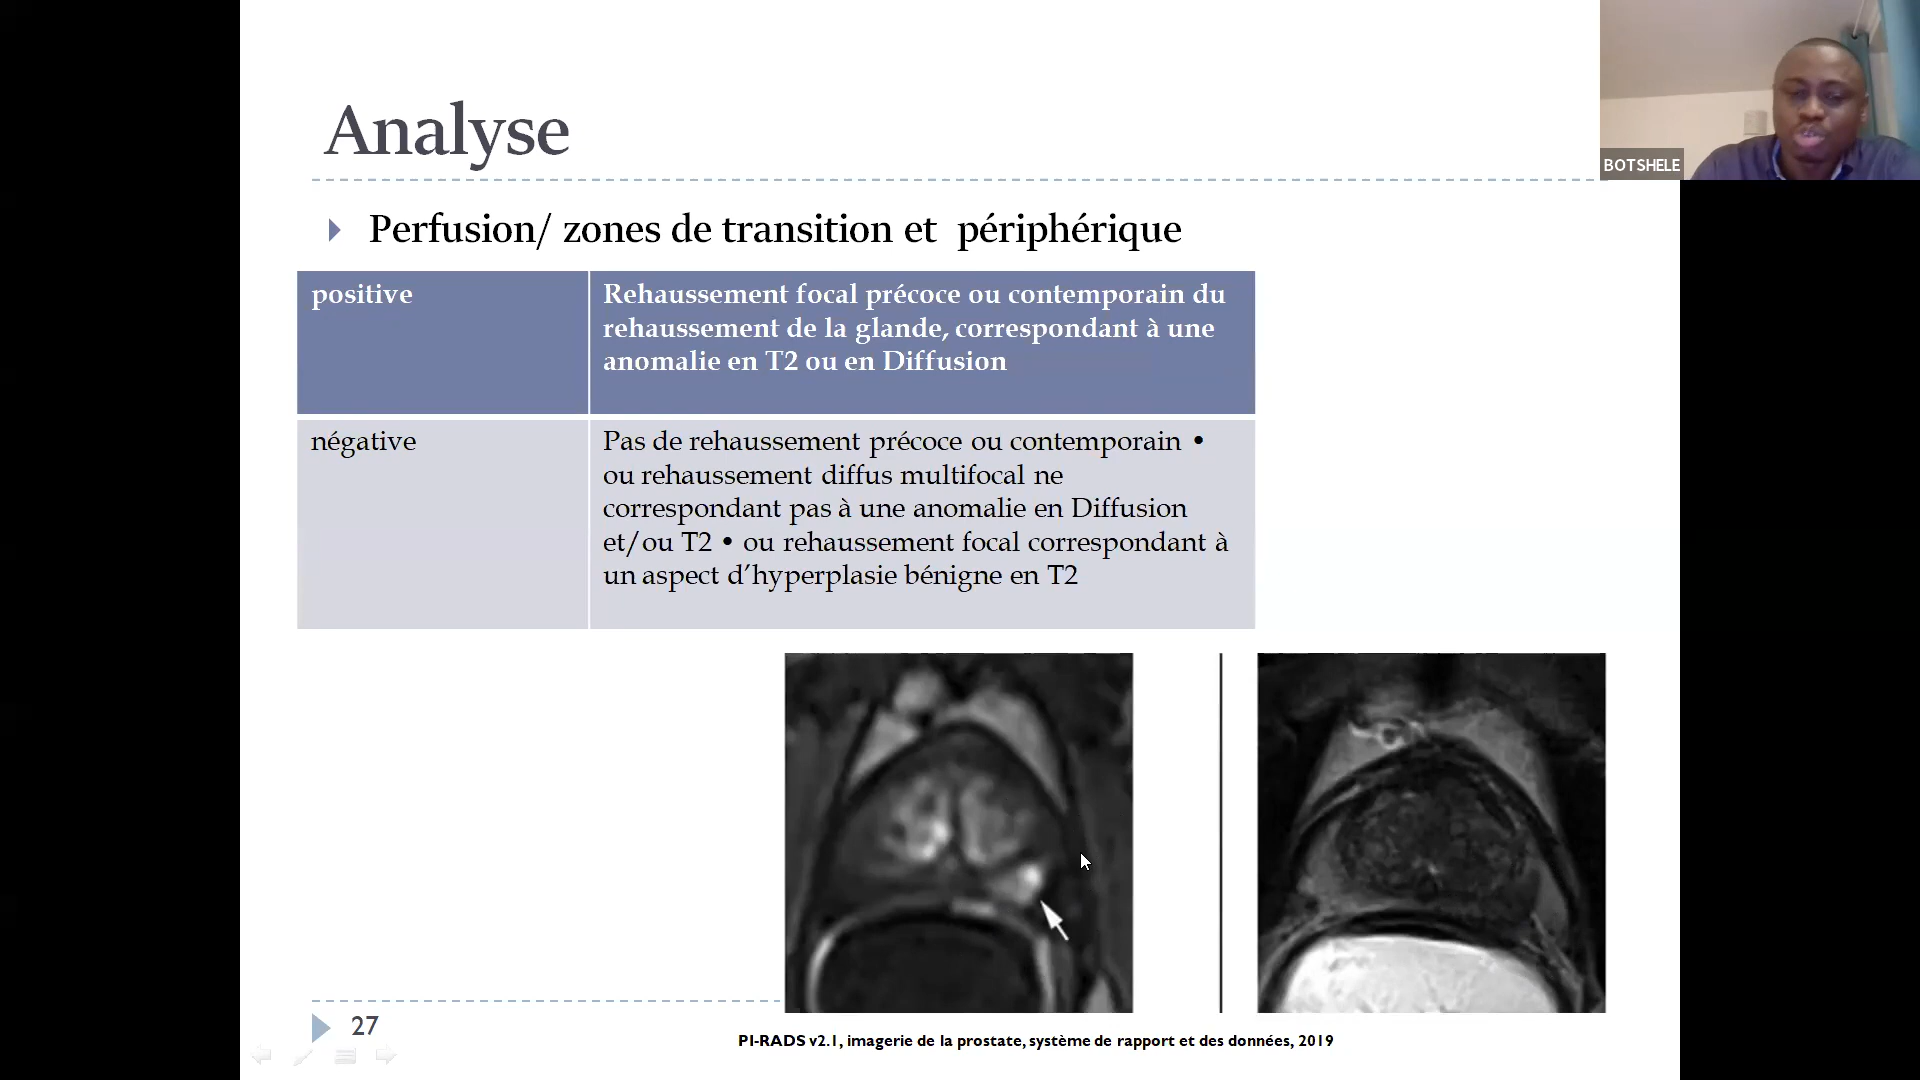 Analyse
BOTSHELE
Perfusion/ zones de transition et périphérique
positive
Rehaussement focal précoce ou contemporain du
rehaussement de la glande, correspondant à une
anomalie en T2 ou en Diffusion
négative
Pas de rehaussement précoce ou contemporain •
ou rehaussement diffus multifocal ne
correspondant pas à une anomalie en Diffusion
et/ou T2 • ou rehaussement focal correspondant à
un aspect d’hyperplasie bénigne en T2
27
PI-RADS v2.1, imagerie de la prostate, système de rapport et des données, 2019